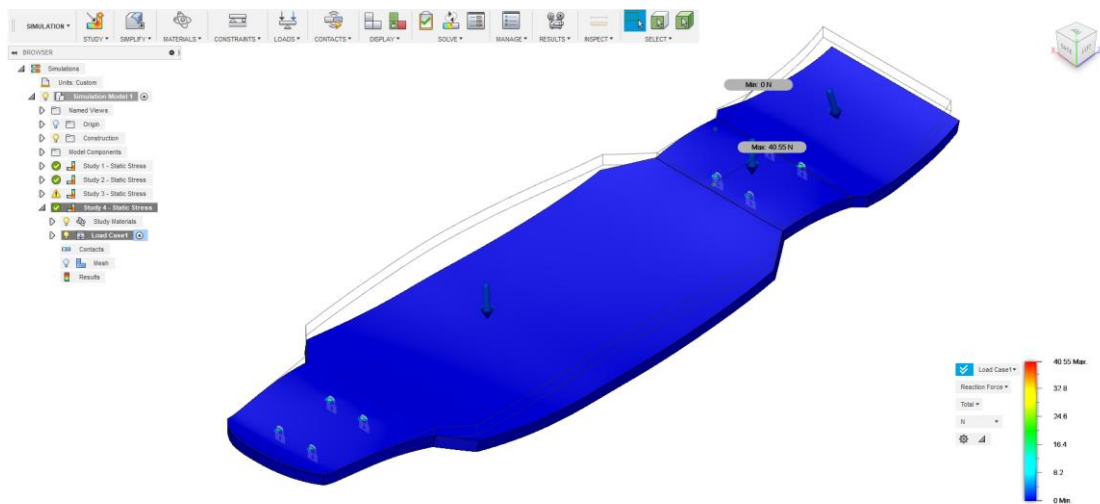 SIMULATION
STUDY SIMPLIFY MATERIALS CONSTRAINTS LOADS CONTACTS DISPLAY SOLVE MANAGE RESULTS INSPECT SELECT
BROWSER
Simulations
Units: Custom
Simulation Model 1
Named Views
Origin
Construction
Model Components
Study 1 - Static Stress
Study 2 - Static Stress
Study 3 - Static Stress
Study 4 - Static Stress
Study Materials
Load Case1
Contacts
Mesh
Results
Min: 0 N
Max: 40.55 N
LEFT
Load Case1
Reaction Force
Total
N
40.55 Max.
32.8
24.6
16.4
8.2
0 Min.